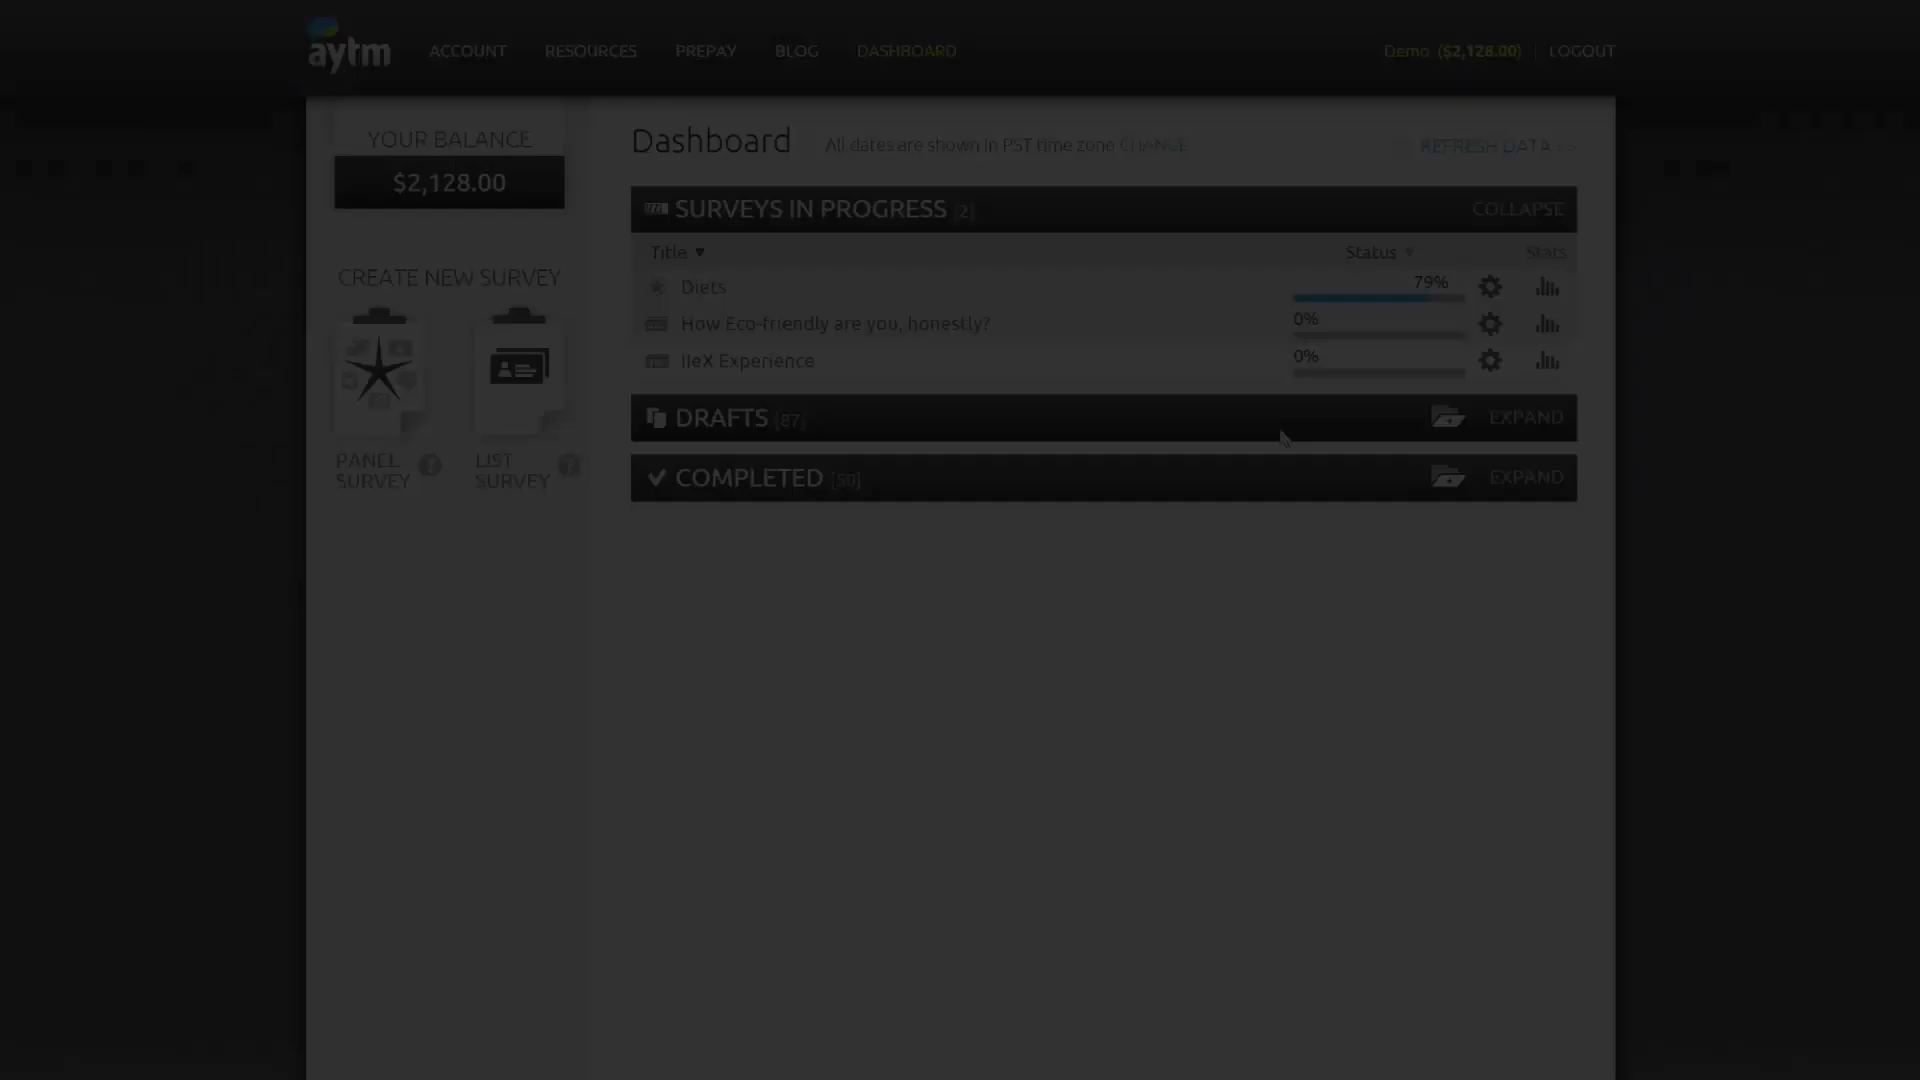 aytm ACCOUNT RESOURCES PREPAY BLOG DASHBOARD Demo ($2,128.00) | LOGOUT
YOUR BALANCE
$2,128.00
CREATE NEW SURVEY
PANEL SURVEY ?
LIST SURVEY ?
Dashboard All dates are shown in PST time zone CHANGE REFRESH DATA >>
SURVEYS IN PROGRESS [2] COLLAPSE
Title Status Stats
Diets 79%
How Eco-friendly are you, honestly? 0%
IIeX Experience 0%
DRAFTS [87] EXPAND
COMPLETED [50] EXPAND